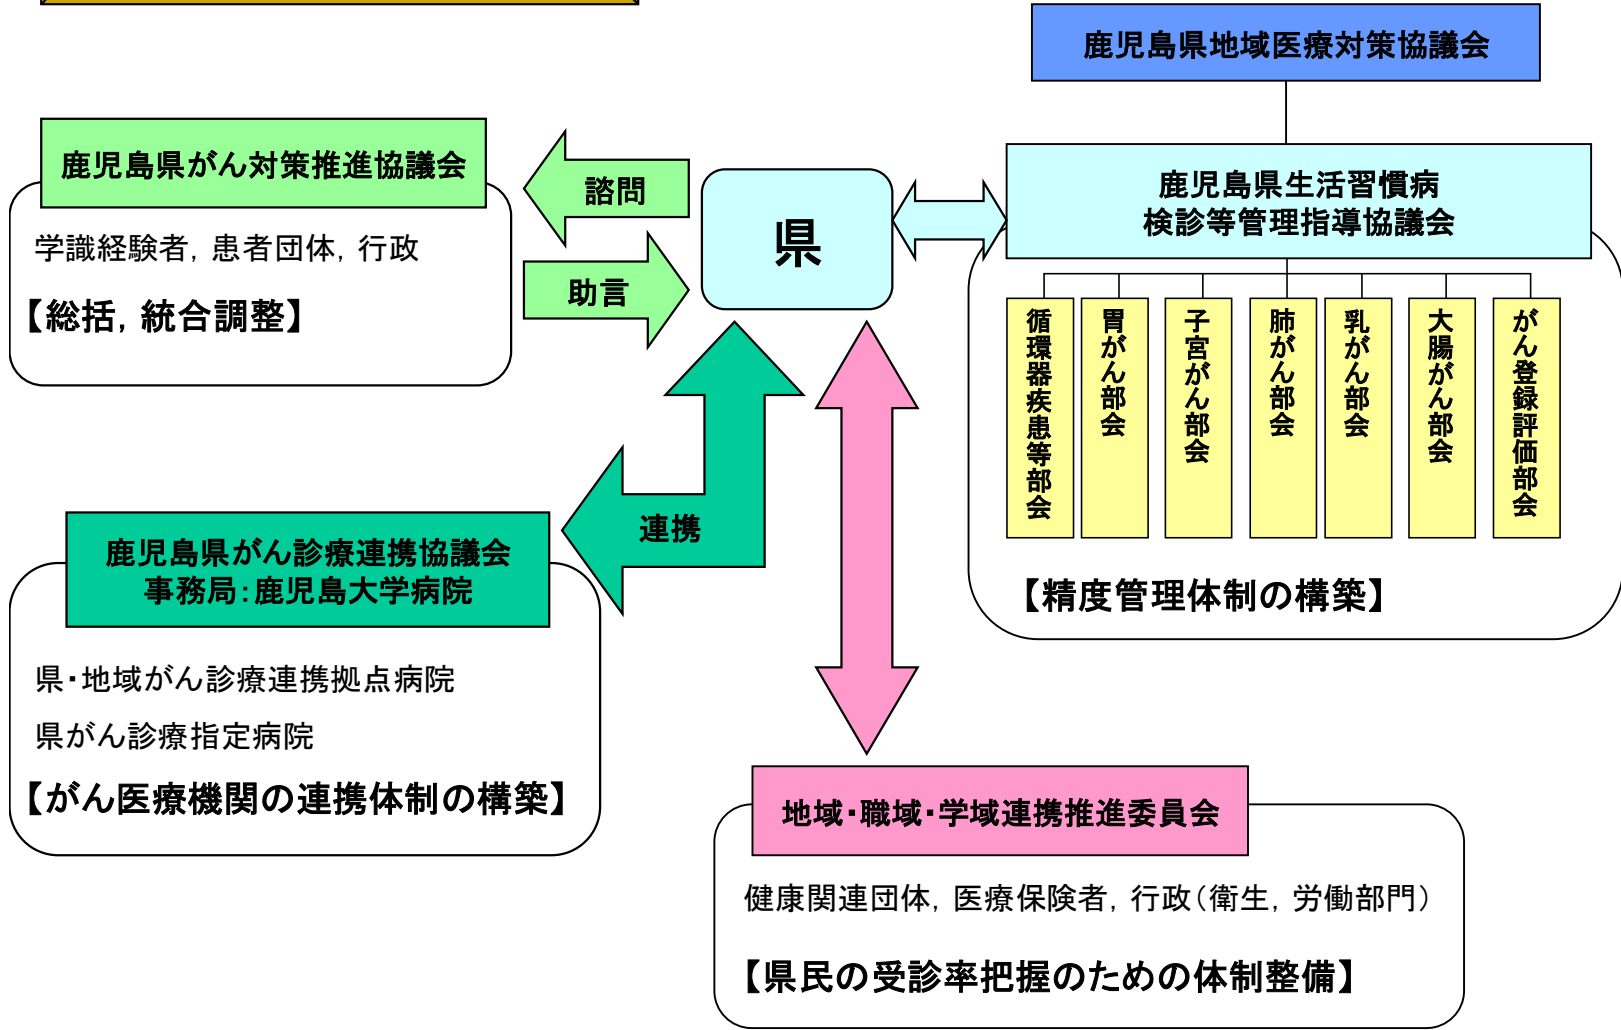 鹿児島県地域医療対策協議会
鹿児島県がん対策推進協議会
学識経験者，患者団体，行政
【総括，統合調整】
諮問
助言
県
鹿児島県生活習慣病
検診等管理指導協議会
循環器疾患等部会
胃がん部会
子宮がん部会
肺がん部会
乳がん部会
大腸がん部会
がん登録評価部会
【精度管理体制の構築】
連携
鹿児島県がん診療連携協議会
事務局：鹿児島大学病院
県・地域がん診療連携拠点病院
県がん診療指定病院
【がん医療機関の連携体制の構築】
地域・職域・学域連携推進委員会
健康関連団体，医療保険者，行政（衛生，労働部門）
【県民の受診率把握のための体制整備】